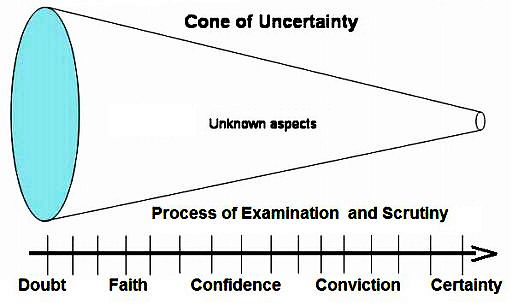 Cone of Uncertainty
Unknown aspects
Process of Examination and Scrutiny
Doubt Faith Confidence Conviction Certainty